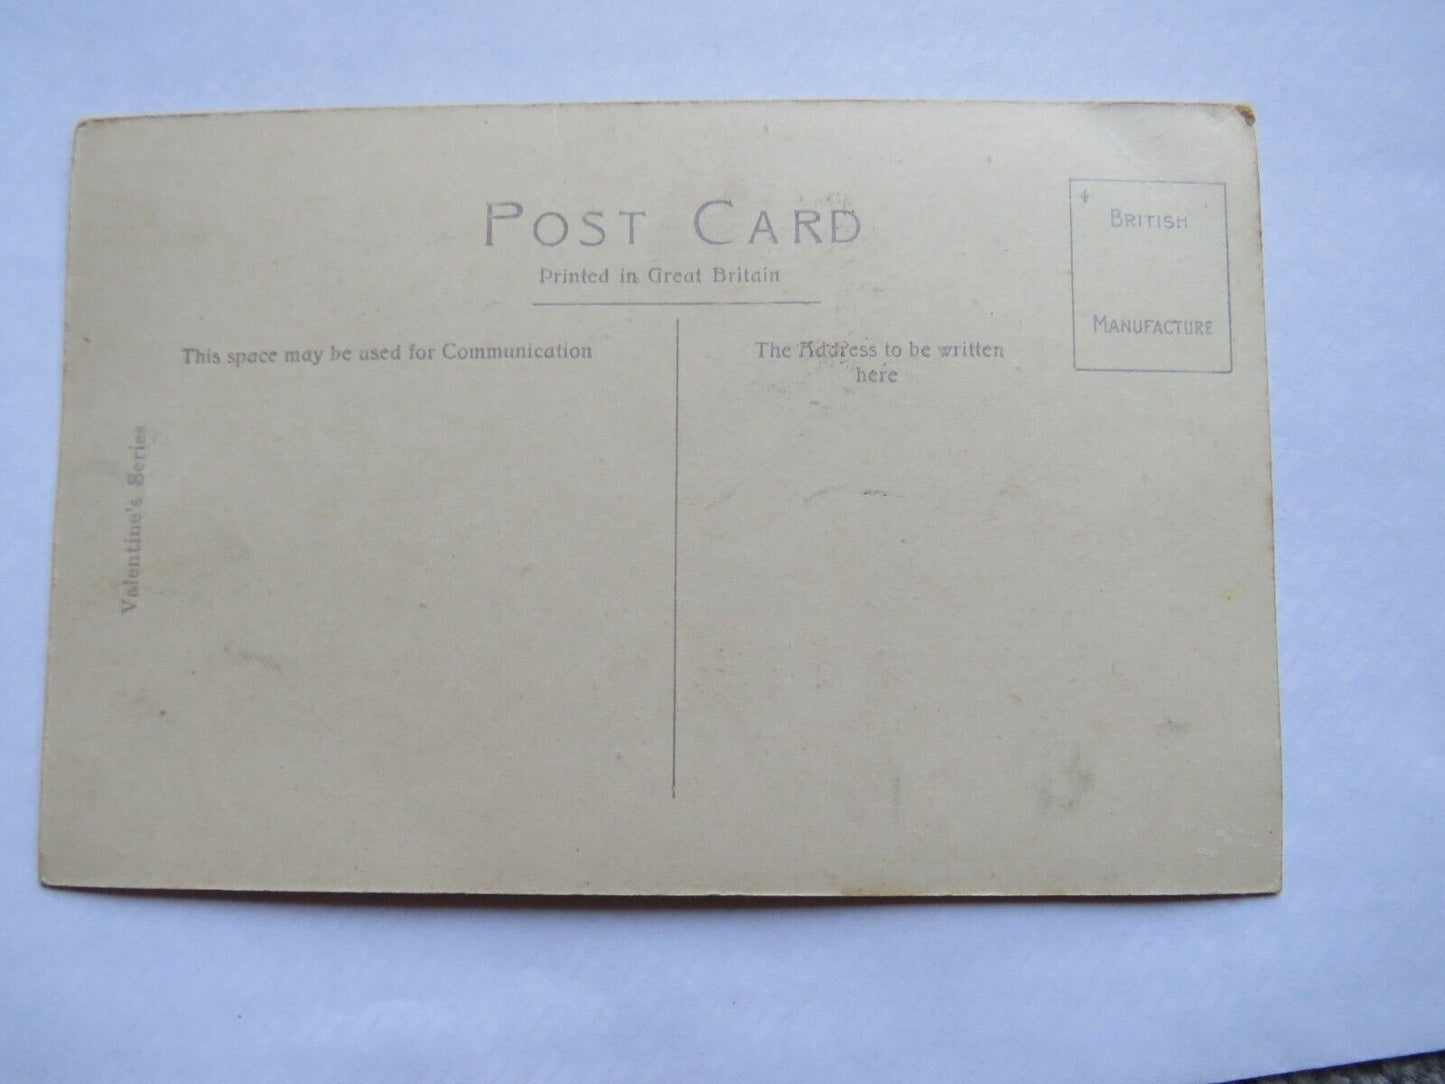 POST CARD
Printed in Great Britain
This space may be used for Communication
The Address to be written
here
4
BRITISH
MANUFACTURE
Valentine's Series